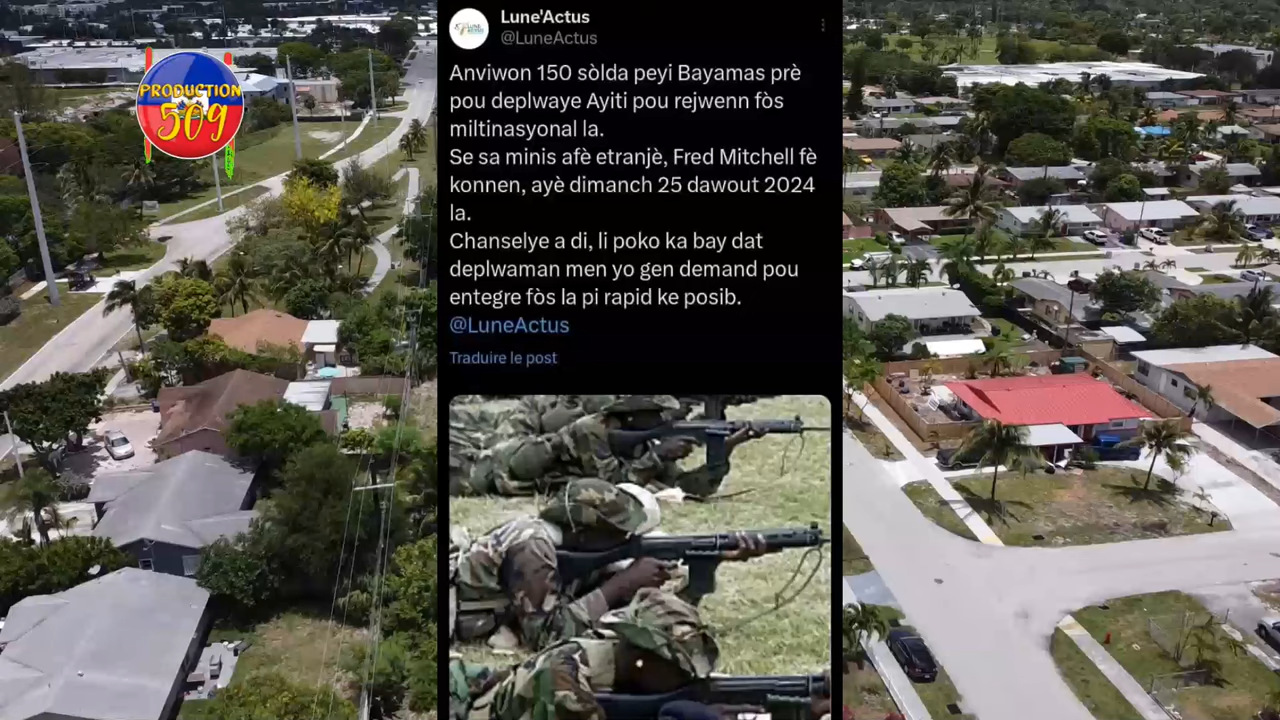 PRODUCTION
509
Lune'Actus
@LuneActus
Anviwon 150 sòlda peyi Bayamas prè
pou deplwaye Ayiti pou rejwenn fòs
miltinasyonal la.
Se sa minis afè etranjè, Fred Mitchell fè
konnen, ayè dimanch 25 dawout 2024
la.
Chanselye a di, li poko ka bay dat
deplwaman men yo gen demand pou
entegre fòs la pi rapid ke posib.
@LuneActus
Traduire le post